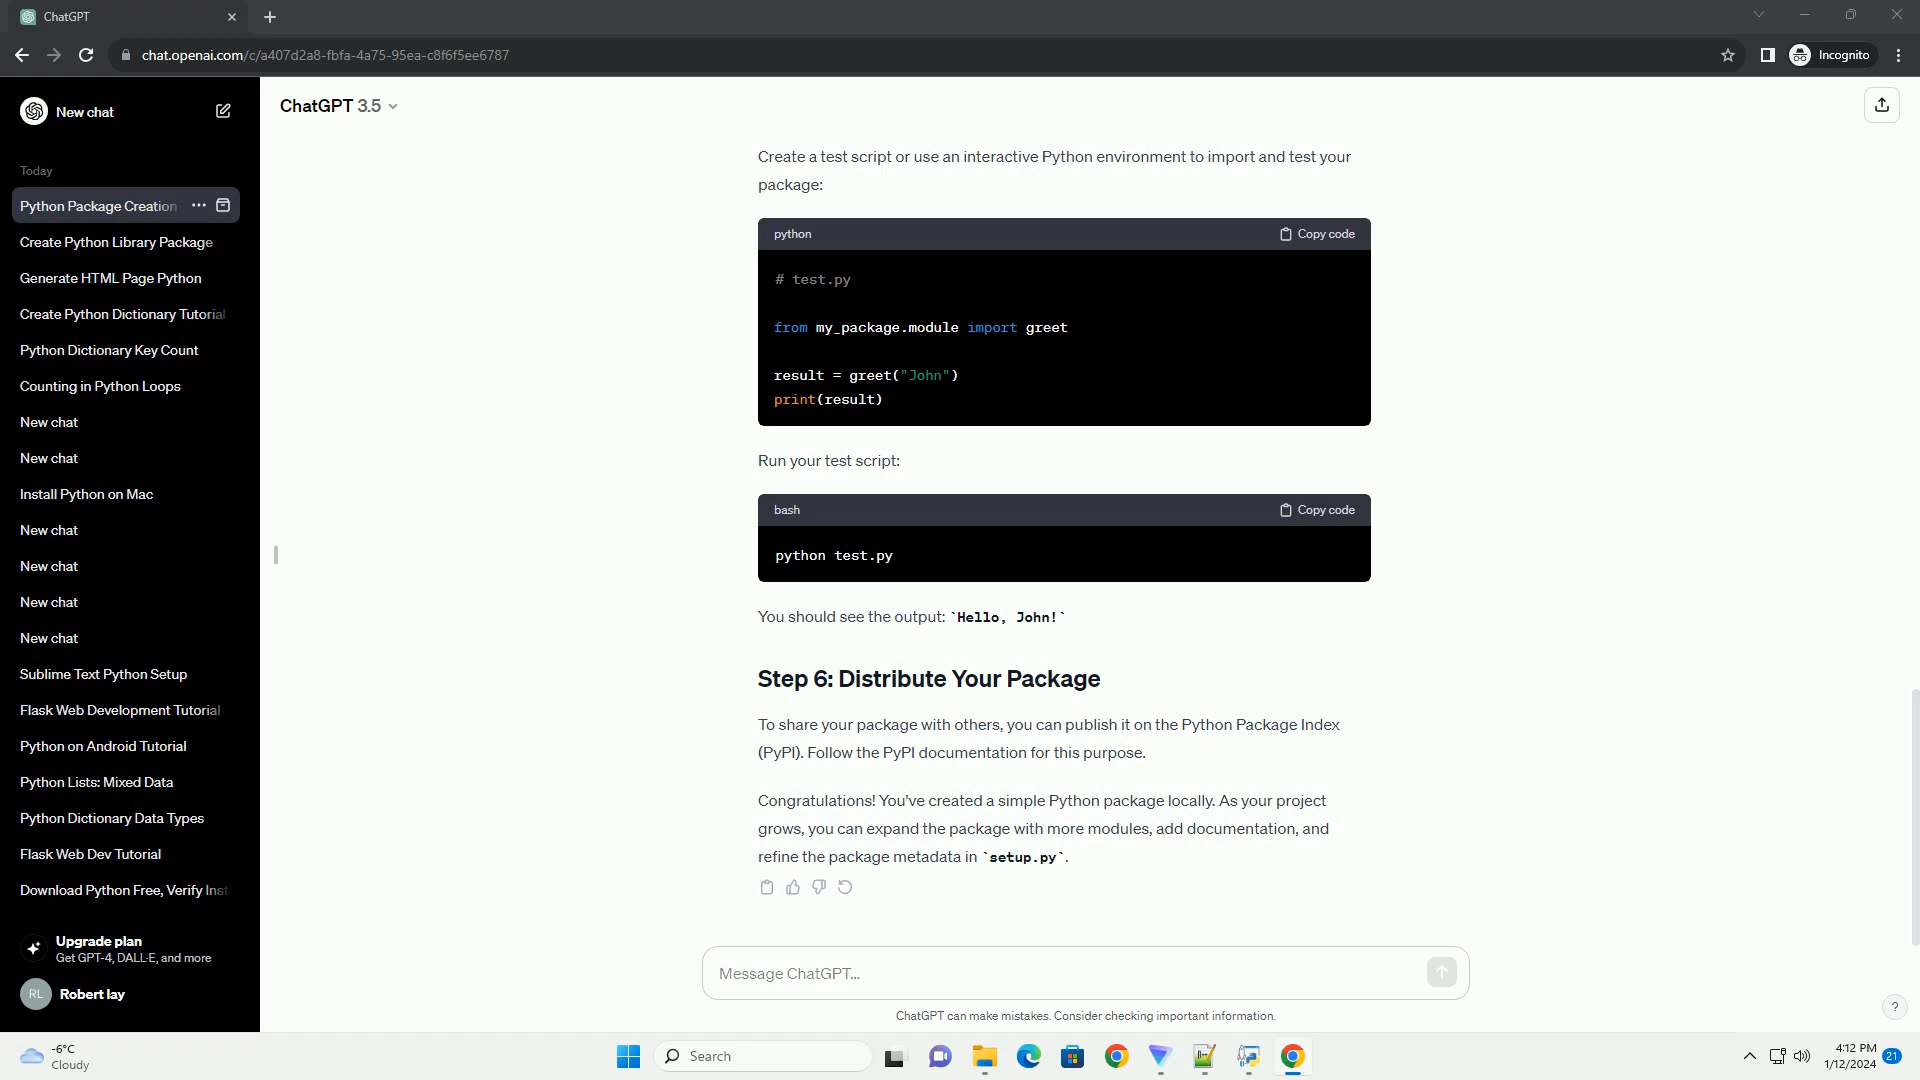 ChatGPT
chat.openai.com/c/a407d2a8-fbfa-4a75-95ea-c8f6f5ee6787
Incognito
New chat
Today
Python Package Creation
Create Python Library Package
Generate HTML Page Python
Create Python Dictionary Tutorial
Python Dictionary Key Count
Counting in Python Loops
New chat
New chat
Install Python on Mac
New chat
New chat
New chat
New chat
Sublime Text Python Setup
Flask Web Development Tutorial
Python on Android Tutorial
Python Lists: Mixed Data
Python Dictionary Data Types
Flask Web Dev Tutorial
Download Python Free, Verify Inst
Upgrade plan
Get GPT-4, DALL·E, and more
RL
Robert lay
ChatGPT 3.5
Create a test script or use an interactive Python environment to import and test your
package:
python
Copy code
# test.py
from my_package.module import greet
result = greet("John")
print(result)
Run your test script:
bash
Copy code
python test.py
You should see the output: `Hello, John!`
Step 6: Distribute Your Package
To share your package with others, you can publish it on the Python Package Index
(PyPI). Follow the PyPI documentation for this purpose.
Congratulations! You've created a simple Python package locally. As your project
grows, you can expand the package with more modules, add documentation, and
refine the package metadata in `setup.py`.
Message ChatGPT...
ChatGPT can make mistakes. Consider checking important information.
?
-6°C
Cloudy
Search
4:12 PM
1/12/2024
21